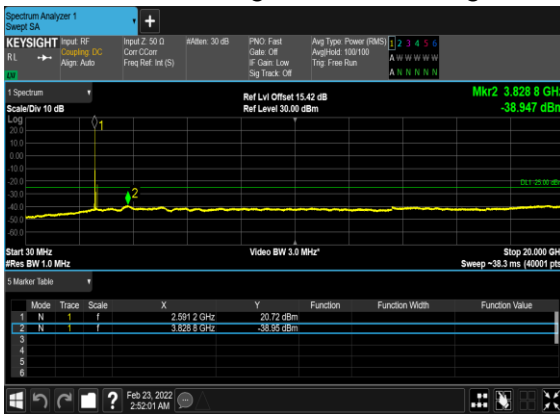 Spectrum Analyzer 1
Swept SA
KEYSIGHT
RL
LV
Input: RF
Coupling: DC
Align: Auto
Input Z: 50 Ω
Corr CCorr
Freq Ref: Int (S)
#Atten: 30 dB
PNO: Fast
Gate: Off
IF Gain: Low
Sig Track: Off
Avg Type: Power (RMS)
Avg|Hold: 100/100
Trig: Free Run
1 2 3 4 5 6
A W W W W W
A N N N N N
1 Spectrum
Scale/Div 10 dB
Ref Lvl Offset 15.42 dB
Ref Level 30.00 dBm
Mkr2 3.828 8 GHz
-38.947 dBm
Log
20.0
10.0
0.00
-10.0
-20.0
-30.0
-40.0
-50.0
-60.0
1
2
DL1 -25.00 dBm
Start 30 MHz
#Res BW 1.0 MHz
Video BW 3.0 MHz*
Stop 20.000 GHz
Sweep ~38.3 ms (40001 pts)
5 Marker Table
Mode Trace Scale X Y Function Function Width Function Value
1 N 1 f 2.591 2 GHz 20.72 dBm
2 N 1 f 3.828 8 GHz -38.95 dBm
3
4
5
6
?
Feb 23, 2022
2:52:01 AM